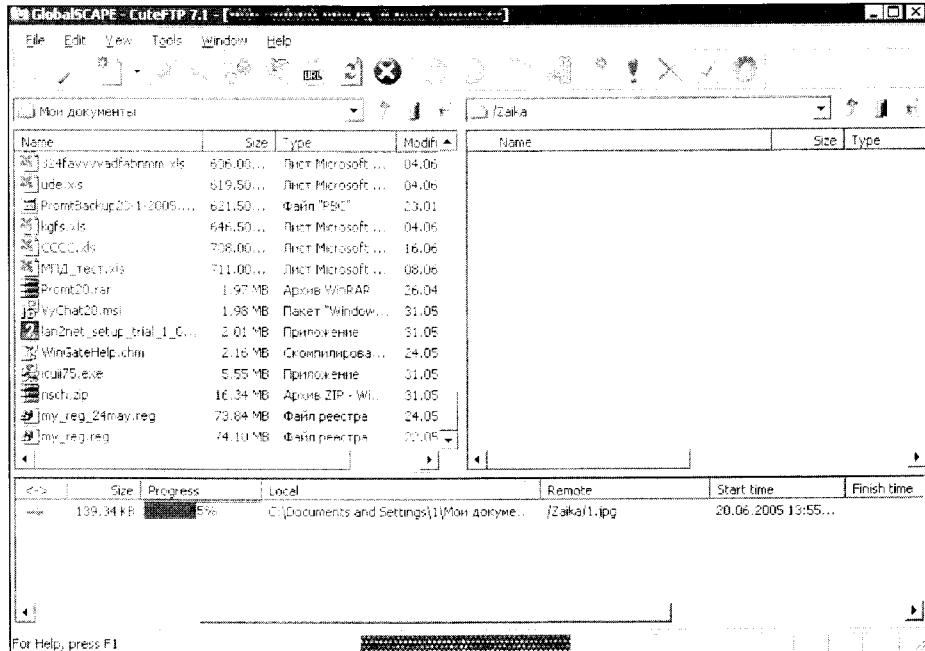 GlobalSCAPE - CuteFTP 7.1 - [
File Edit View Tools Window Help
URL
Мои документы /Zaika
Name Size Type Modifi Name Size Type
324favyvvadfabnmm.xls 606.00... Лист Microsoft ... 04.06
ude.xls 619.50... Лист Microsoft ... 04.06
PromtBackup20-1-2005.... 621.50... Файл "PBC" 23.01
kgfs.xls 646.50... Лист Microsoft ... 04.06
CCCC.xls 708.00... Лист Microsoft ... 16.06
МПД_тест.xls 711.00... Лист Microsoft ... 08.06
Promt20.rar 1.97 MB Архив WinRAR 26.04
VyChat20.msi 1.98 MB Пакет "Window... 31.05
lan2net_setup_trial_1_0... 2.01 MB Приложение 31.05
WinGateHelp.chm 2.16 MB Скомпилирова... 24.05
icuii75.exe 5.55 MB Приложение 31.05
nsch.zip 16.34 MB Архив ZIP - Wi... 31.05
my_reg_24may.reg 73.84 MB Файл реестра 24.05
my_reg.reg 74.10 MB Файл реестра 22.05
<-> Size Progress Local Remote Start time Finish time
139.34 KB 5% C:\Documents and Settings\1\Мои докуме... /Zaika/1.jpg 20.06.2005 13:55...
For Help, press F1